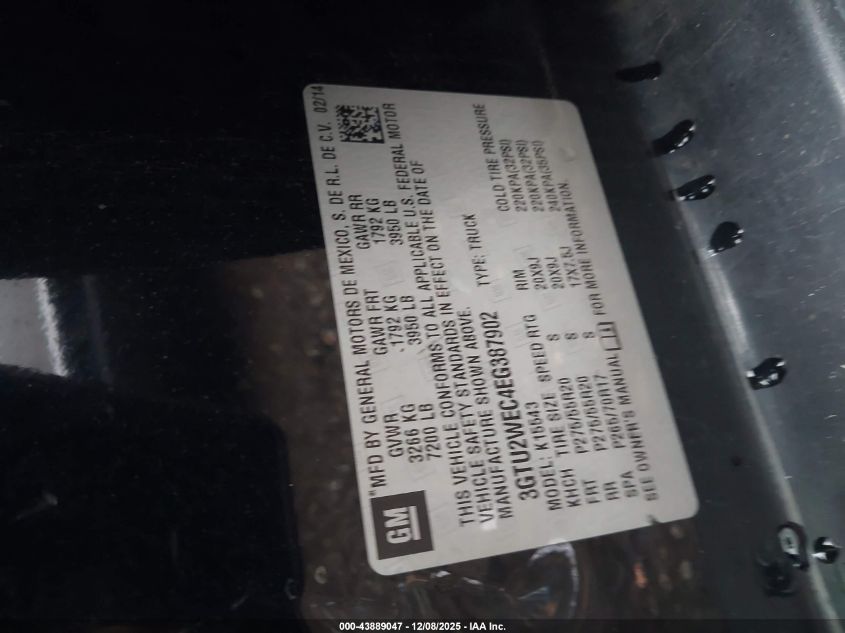 GM
MFD BY GENERAL MOTORS DE MEXICO, S. DE R.L. DE C.V. 02/14
GVWR GAWR FRT GAWR RR
3266 KG 1792 KG 1792 KG
7200 LB 3950 LB 3950 LB
THIS VEHICLE CONFORMS TO ALL APPLICABLE U.S. FEDERAL MOTOR
VEHICLE SAFETY STANDARDS IN EFFECT ON THE DATE OF
MANUFACTURE SHOWN ABOVE.
3GTU2WEC4EG387902 TYPE: TRUCK
MODEL: K15543
KHCH TIRE SIZE SPEED RTG RIM COLD TIRE PRESSURE
FRT P275/55R20 S 20X9J 220KPA(32PSI)
RR P275/55R20 S 20X9J 220KPA(32PSI)
SPA P265/70R17 S 17X7.5J 240KPA(35PSI)
SEE OWNER'S MANUAL FOR MORE INFORMATION.
000-43889047 - 12/08/2025 - IAA Inc.